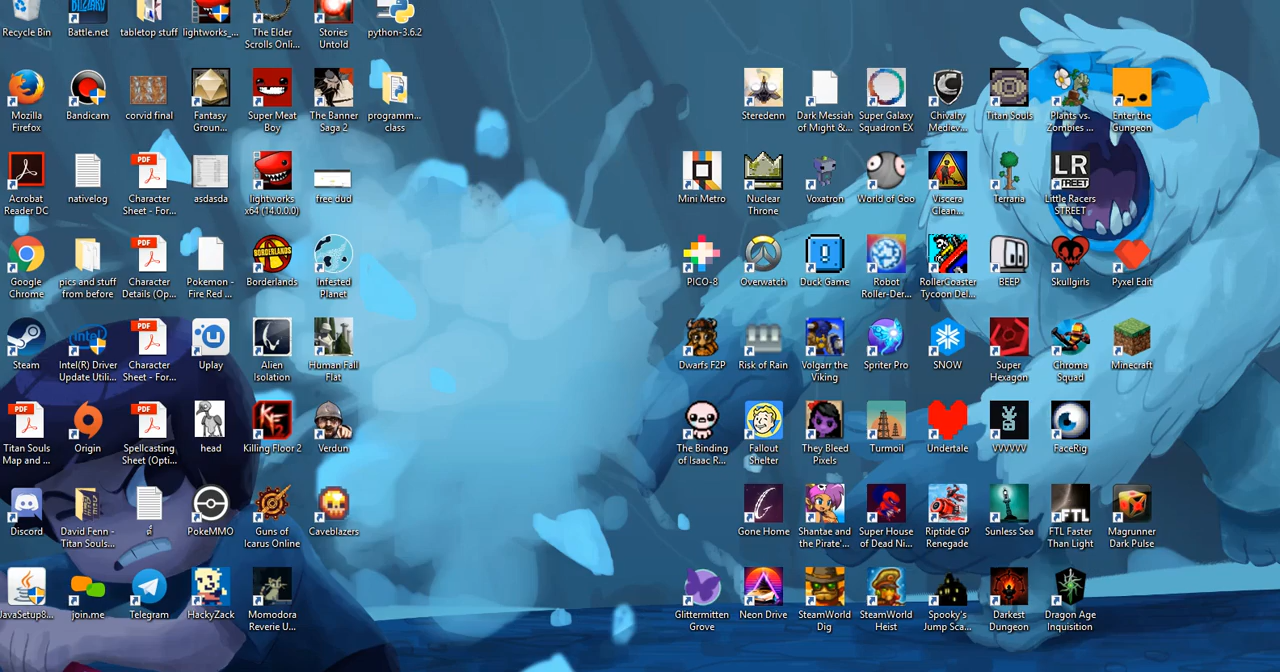 Recycle Bin
Battle.net
tabletop stuff
lightworks_...
The Elder
Scrolls Onli...
Stories
Untold
python-3.6.2
Mozilla
Firefox
Bandicam
corvid final
Fantasy
Groun...
Super Meat
Boy
The Banner
Saga 2
programm...
class
Steredenn
Dark Messiah
of Might &...
Super Galaxy
Squadron EX
Chivalry
Mediev...
Titan Souls
Plants vs.
Zombies ...
Enter the
Gungeon
Acrobat
Reader DC
nativelog
PDF
Character
Sheet - For...
asdasda
lightworks
x64 (14.0.0.0)
free dud
Mini Metro
Nuclear
Throne
Voxatron
World of Goo
Viscera
Clean...
Terraria
LR
STREET
Little Racers
STREET
Google
Chrome
pics and stuff
from before
PDF
Character
Details (Op...
Pokemon -
Fire Red ...
BORDERLANDS
Borderlands
Infested
Planet
PICO-8
Overwatch
Duck Game
Robot
Roller-Der...
RollerCoaster
Tycoon Del...
BEEP
Skullgirls
Pyxel Edit
Steam
intel
Intel(R) Driver
Update Utili...
PDF
Character
Sheet - For...
Uplay
Alien
Isolation
Human Fall
Flat
Dwarfs F2P
Risk of Rain
Volgarr the
Viking
Spriter Pro
SNOW
Super
Hexagon
Chroma
Squad
Minecraft
PDF
Titan Souls
Map and ...
Origin
PDF
Spellcasting
Sheet (Opti...
head
KF
Killing Floor 2
Verdun
The Binding
of Isaac R...
Fallout
Shelter
They Bleed
Pixels
Turmoil
Undertale
VVVVVV
FaceRig
Discord
David Fenn -
Titan Souls...
PokeMMO
Guns of
Icarus Online
Caveblazers
Gone Home
Shantae and
the Pirate'...
Super House
of Dead Ni...
Riptide GP
Renegade
Sunless Sea
FTL
FTL Faster
Than Light
Magrunner
Dark Pulse
JavaSetup8...
join.me
Telegram
HackyZack
Momodora
Reverie U...
Glittermitten
Grove
Neon Drive
SteamWorld
Dig
SteamWorld
Heist
Spooky's
Jump Sca...
Darkest
Dungeon
Dragon Age
Inquisition